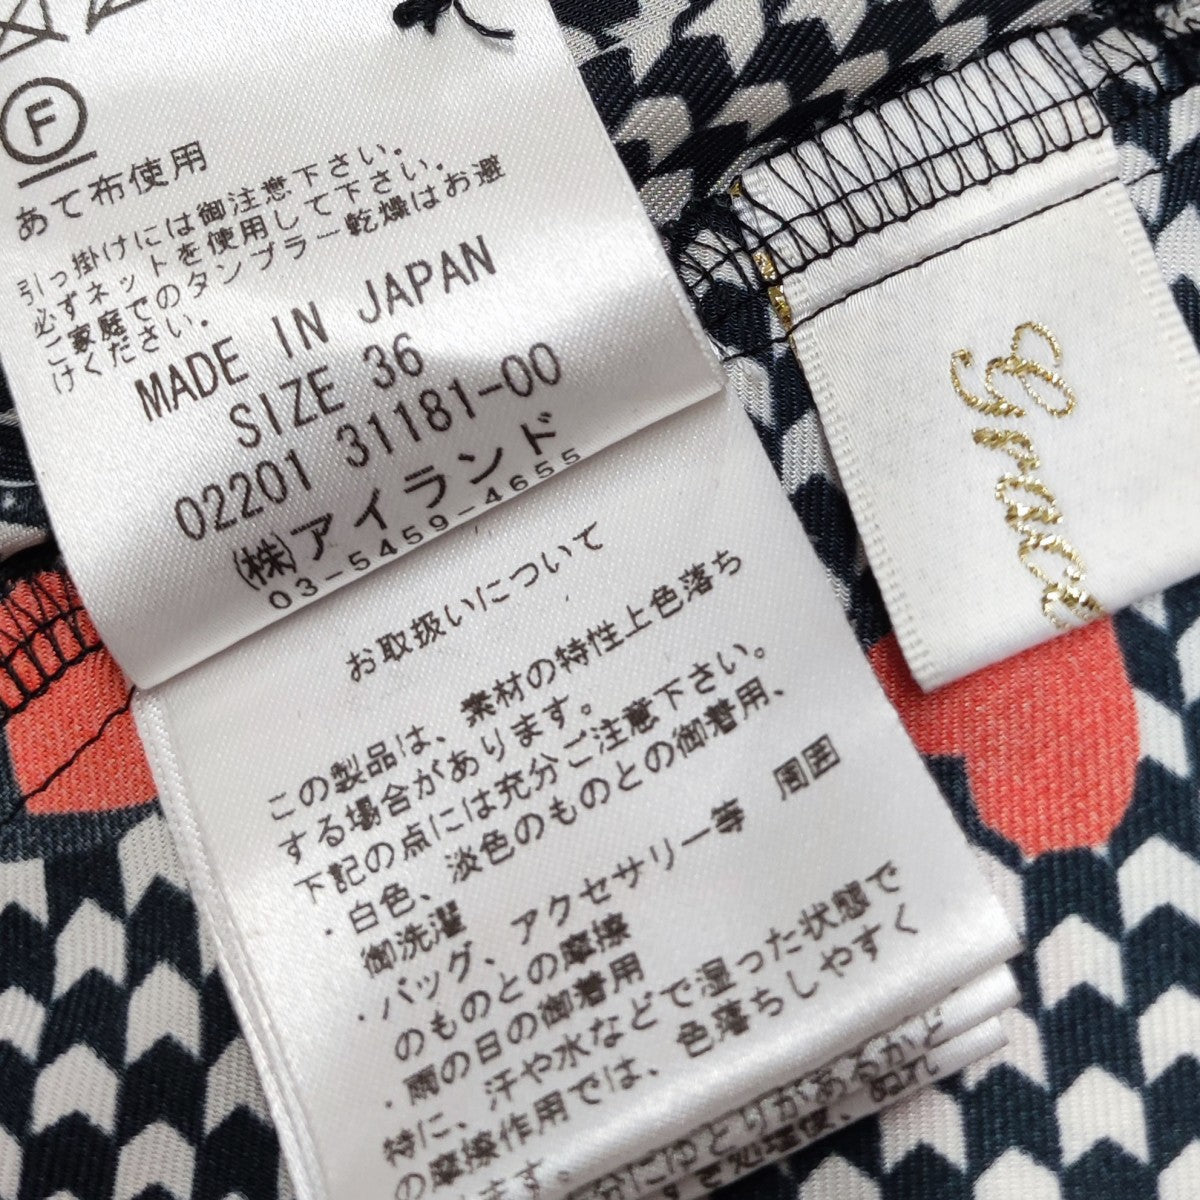 F
あて布使用
引っ掛けには御注意下さい。
必ずネットを使用して下さい。
ご家庭でのタンブラー乾燥はお避
けください。
MADE IN JAPAN
SIZE 36
02201 31181-00
(株)アイランド
03-5459-4655
お取扱いについて
この製品は、素材の特性上色落ち
する場合があります。
下記の点には充分ご注意下さい。
・白色、淡色のものとの御着用、
御洗濯
・バッグ、アクセサリー等 周囲
のものとの摩擦
・雨の日の御着用
特に、汗や水などで湿った状態で
の摩擦作用では、色落ちしやすく
Grac